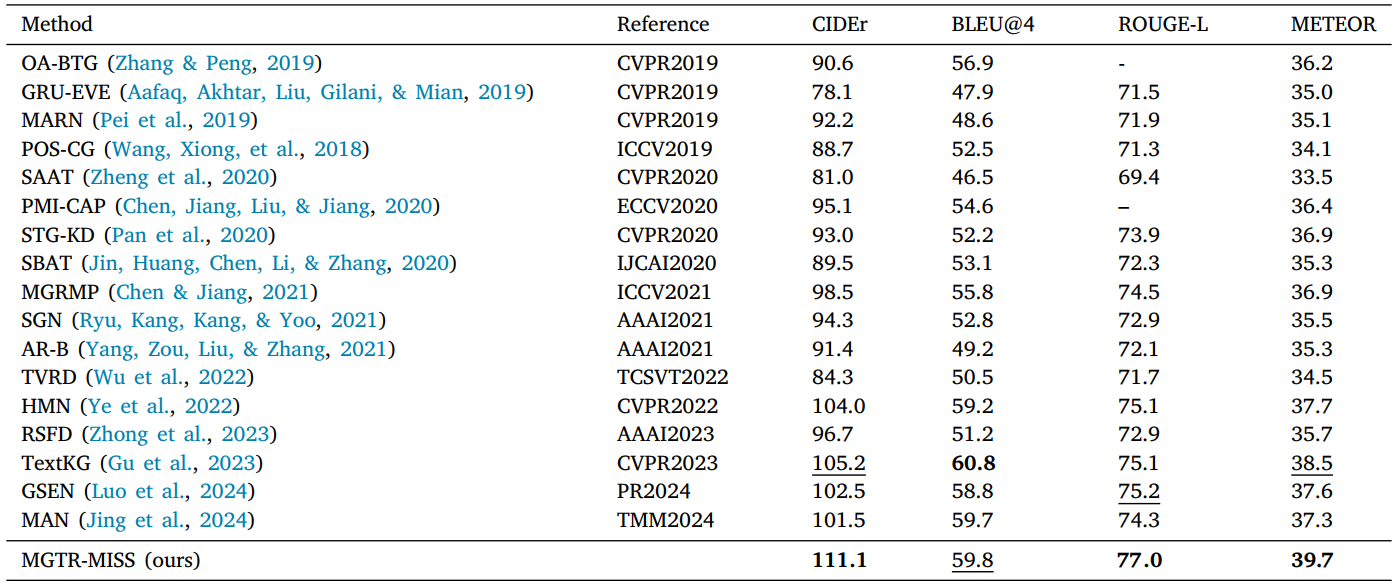 Method Reference CIDEr BLEU@4 ROUGE-L METEOR
OA-BTG (Zhang & Peng, 2019) CVPR2019 90.6 56.9 - 36.2
GRU-EVE (Aafaq, Akhtar, Liu, Gilani, & Mian, 2019) CVPR2019 78.1 47.9 71.5 35.0
MARN (Pei et al., 2019) CVPR2019 92.2 48.6 71.9 35.1
POS-CG (Wang, Xiong, et al., 2018) ICCV2019 88.7 52.5 71.3 34.1
SAAT (Zheng et al., 2020) CVPR2020 81.0 46.5 69.4 33.5
PMI-CAP (Chen, Jiang, Liu, & Jiang, 2020) ECCV2020 95.1 54.6 – 36.4
STG-KD (Pan et al., 2020) CVPR2020 93.0 52.2 73.9 36.9
SBAT (Jin, Huang, Chen, Li, & Zhang, 2020) IJCAI2020 89.5 53.1 72.3 35.3
MGRMP (Chen & Jiang, 2021) ICCV2021 98.5 55.8 74.5 36.9
SGN (Ryu, Kang, Kang, & Yoo, 2021) AAAI2021 94.3 52.8 72.9 35.5
AR-B (Yang, Zou, Liu, & Zhang, 2021) AAAI2021 91.4 49.2 72.1 35.3
TVRD (Wu et al., 2022) TCSVT2022 84.3 50.5 71.7 34.5
HMN (Ye et al., 2022) CVPR2022 104.0 59.2 75.1 37.7
RSFD (Zhong et al., 2023) AAAI2023 96.7 51.2 72.9 35.7
TextKG (Gu et al., 2023) CVPR2023 105.2 60.8 75.1 38.5
GSEN (Luo et al., 2024) PR2024 102.5 58.8 75.2 37.6
MAN (Jing et al., 2024) TMM2024 101.5 59.7 74.3 37.3
MGTR-MISS (ours) 111.1 59.8 77.0 39.7